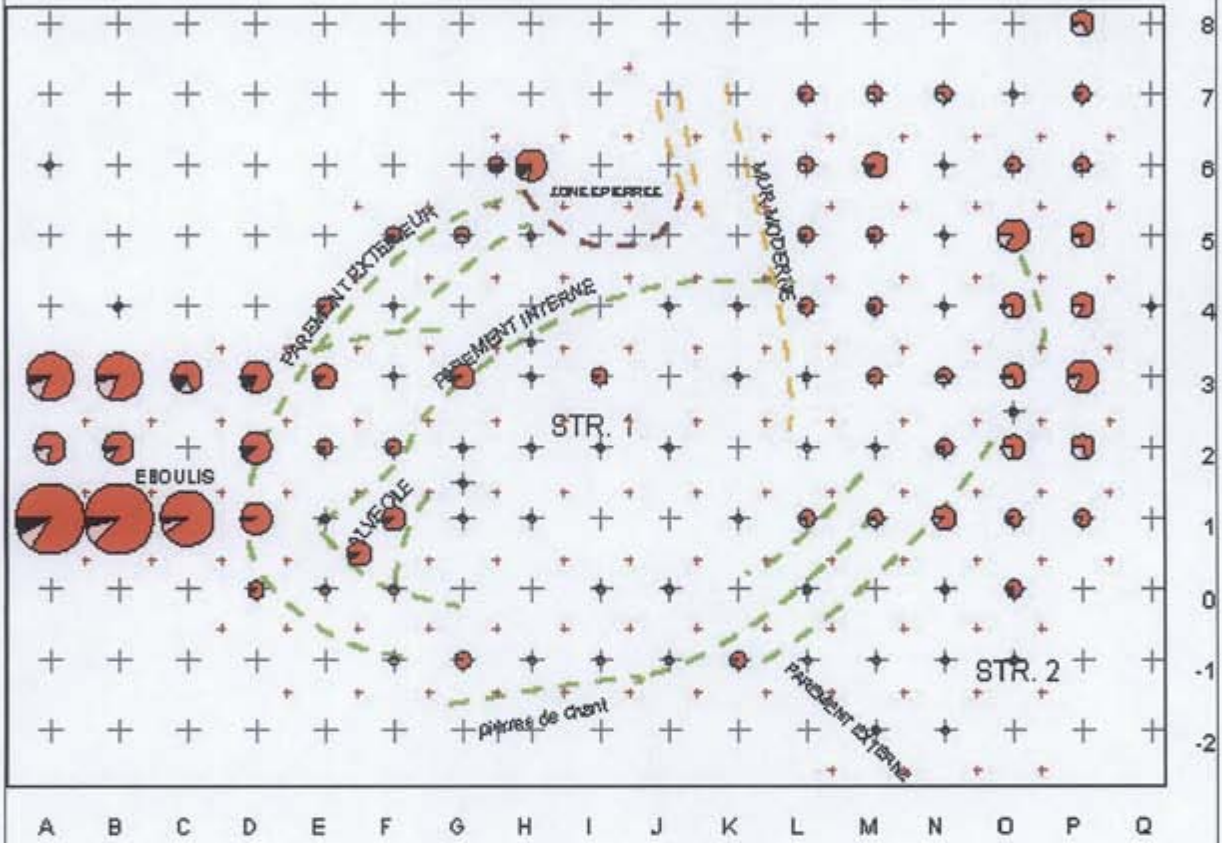 8
7
6
5
4
3
2
1
0
-1
-2
ZONE EPIERREE
MUR MODERNE
PAREMENT EXTERIEUR
PAREMENT INTERNE
STR. 1
EBOULIS
ALVEOLE
STR. 2
pierres de chant
PAREMENT EXTERNE
A B C D E F G H I J K L M N O P Q